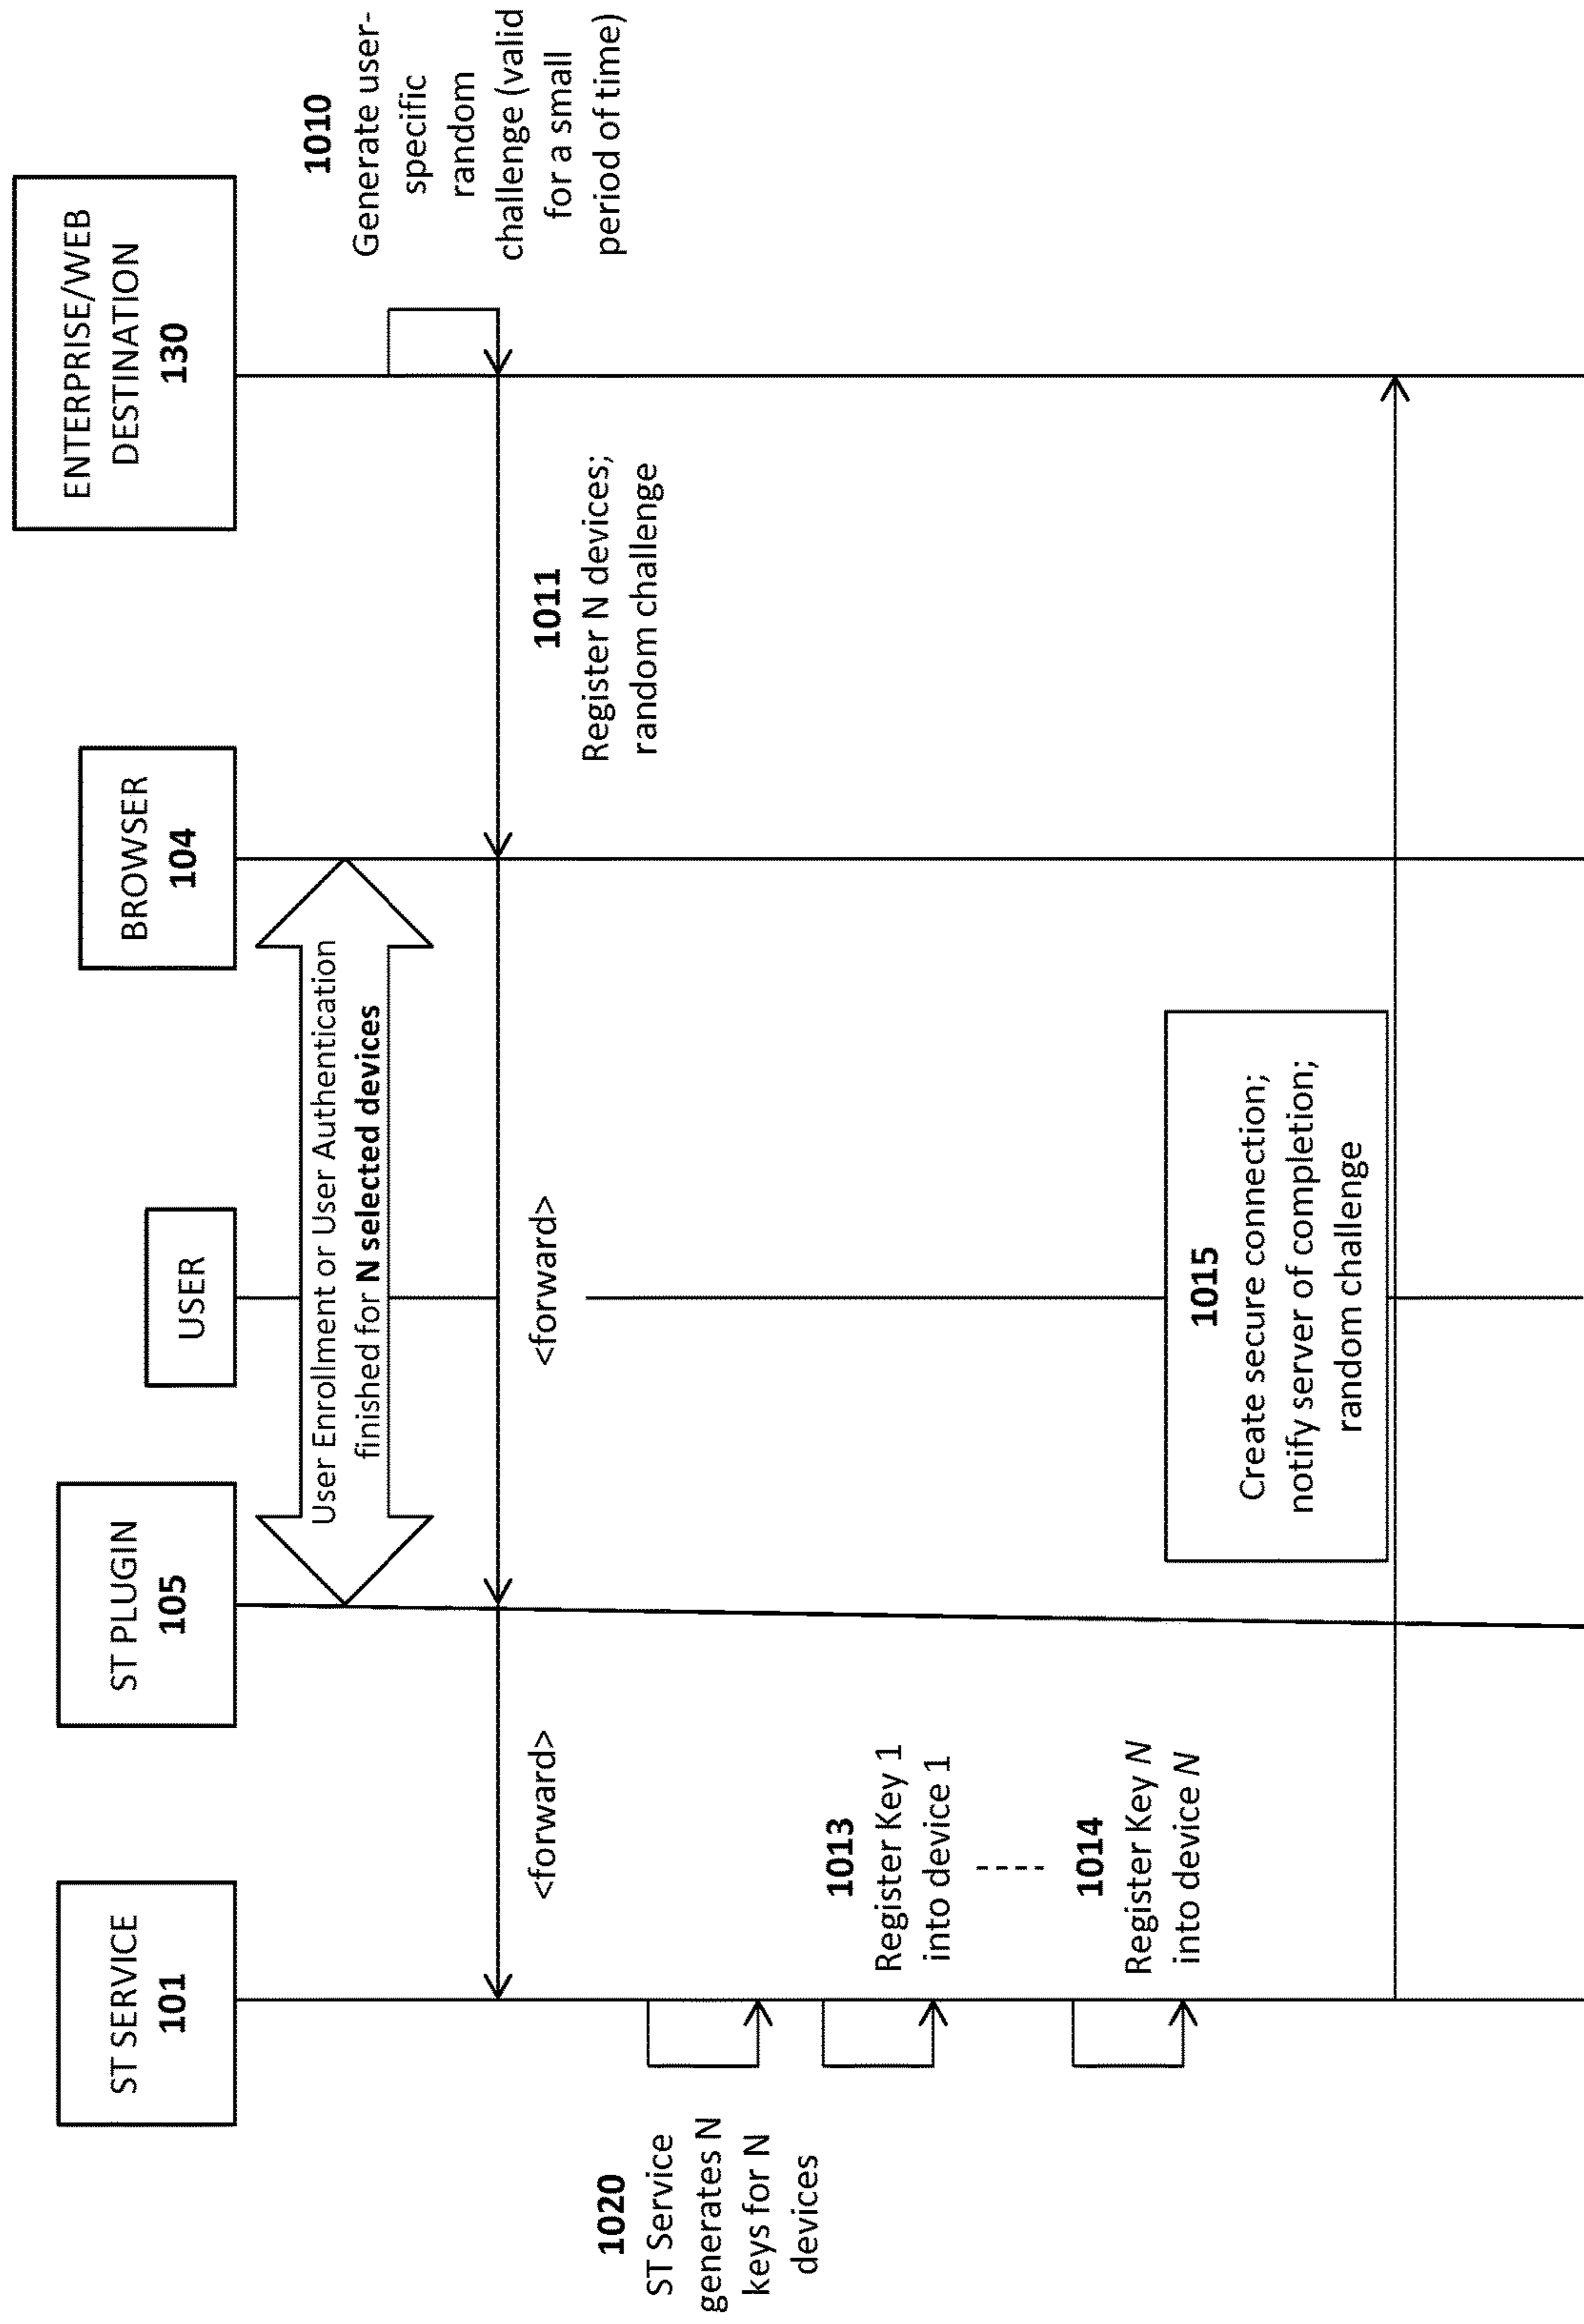 ST SERVICE
101
ST PLUGIN
105
USER
BROWSER
104
ENTERPRISE/WEB
DESTINATION
130
User Enrollment or User Authentication
finished for N selected devices
1010
Generate user-
specific
random
challenge (valid
for a small
period of time)
1011
Register N devices;
random challenge
<forward>
<forward>
1020
ST Service
generates N
keys for N
devices
1013
Register Key 1
into device 1
1014
Register Key N
into device N
1015
Create secure connection;
notify server of completion;
random challenge